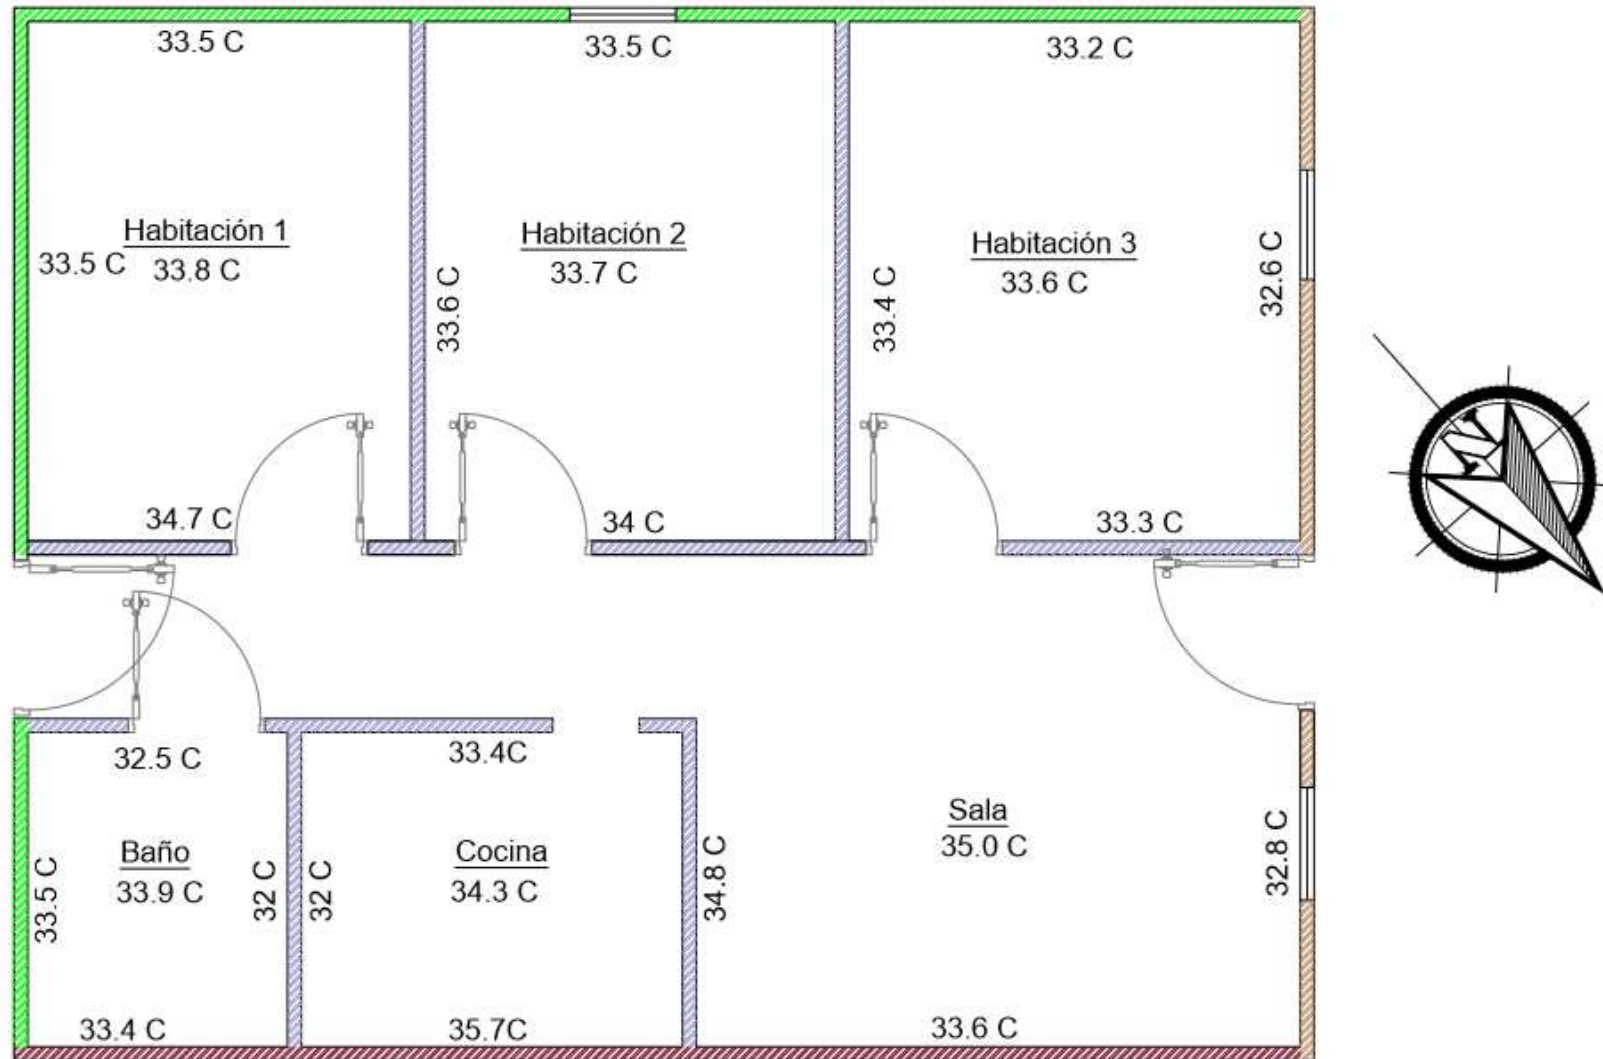 33.5 C
33.5 C
33.2 C
Habitación 1
33.5 C 33.8 C
33.6 C
Habitación 2
33.7 C
33.4 C
Habitación 3
33.6 C
32.6 C
N
34.7 C
34 C
33.3 C
32.5 C
33.4C
Baño
33.9 C
33.5 C
32 C
32 C
Cocina
34.3 C
34.8 C
Sala
35.0 C
32.8 C
33.4 C
35.7C
33.6 C